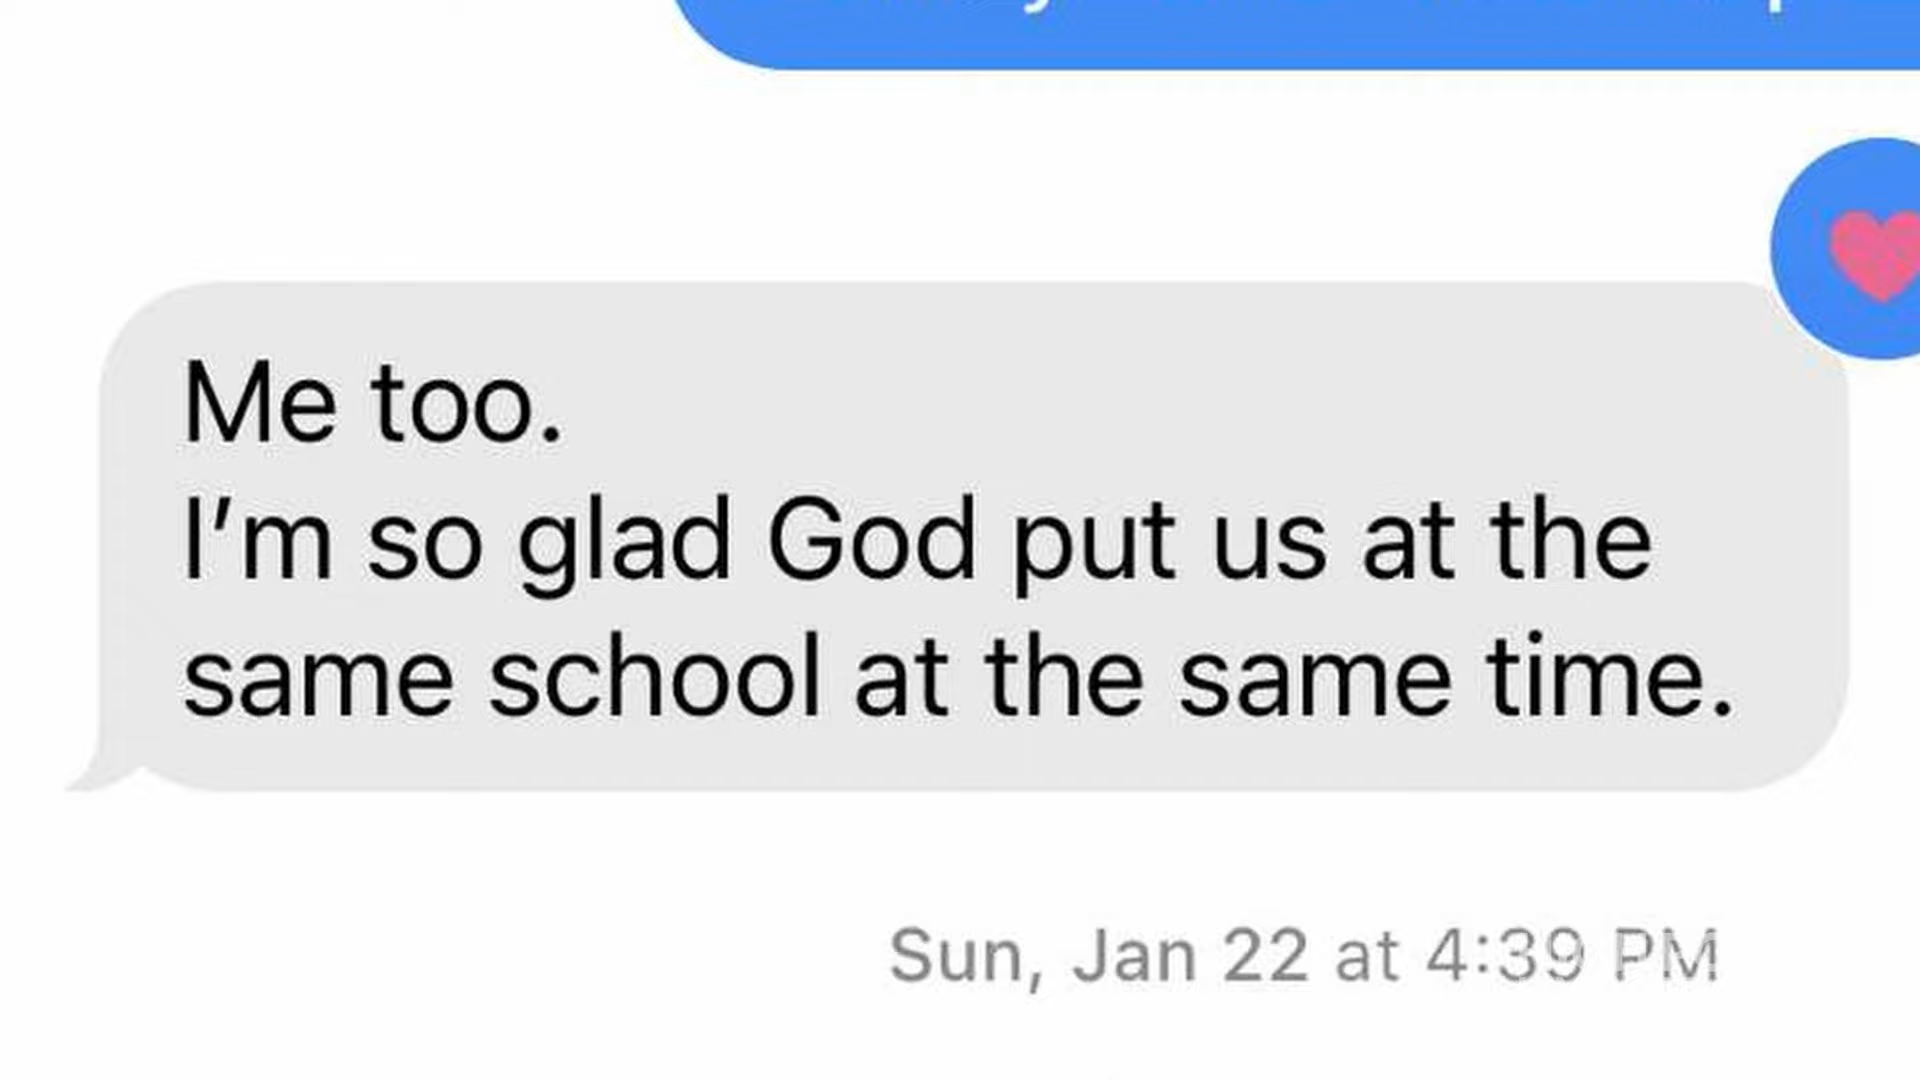 Me too.
I’m so glad God put us at the
same school at the same time.
Sun, Jan 22 at 4:39 PM